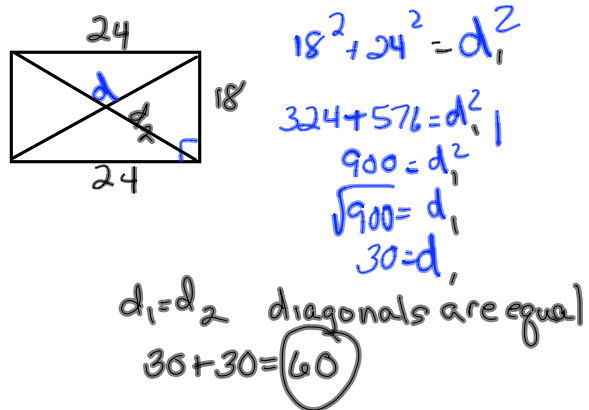 24
d
d2
18
24
18² + 24² = d₁²
324 + 576 = d₁²
900 = d₁²
√900 = d₁
30 = d₁
d₁ = d₂ diagonals are equal
30 + 30 = 60